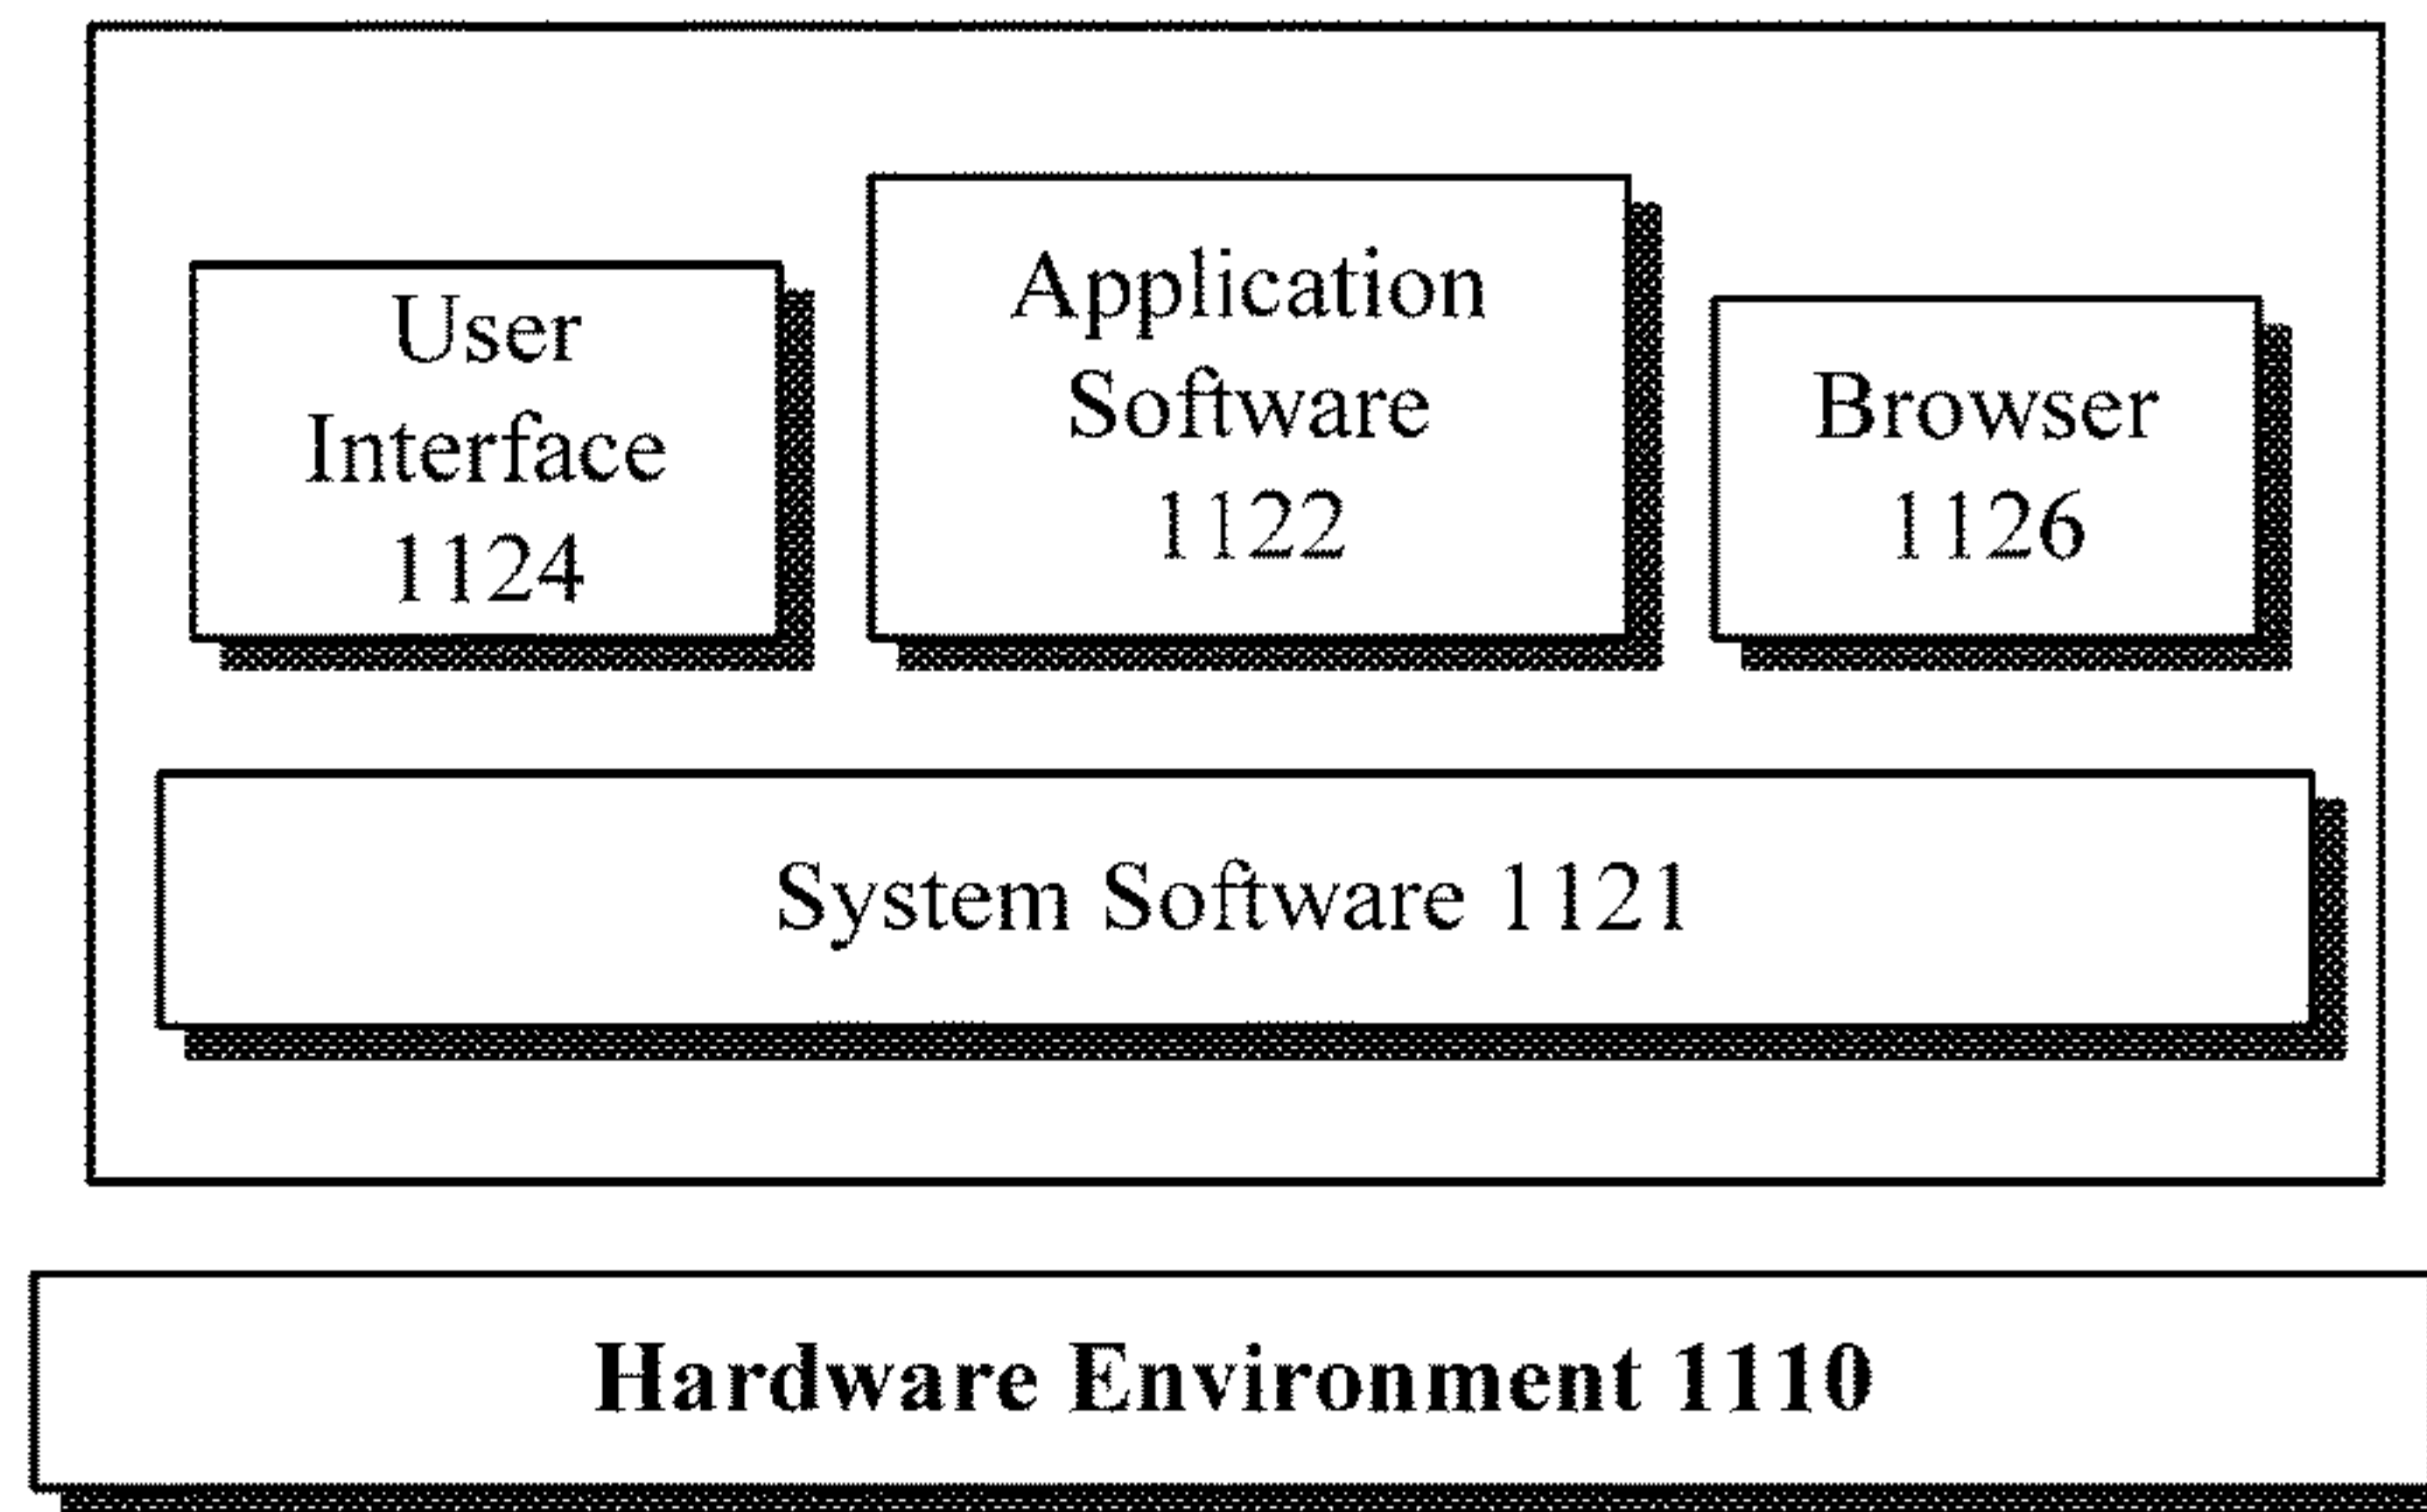 User
Interface
1124
Application
Software
1122
Browser
1126
System Software 1121
Hardware Environment 1110